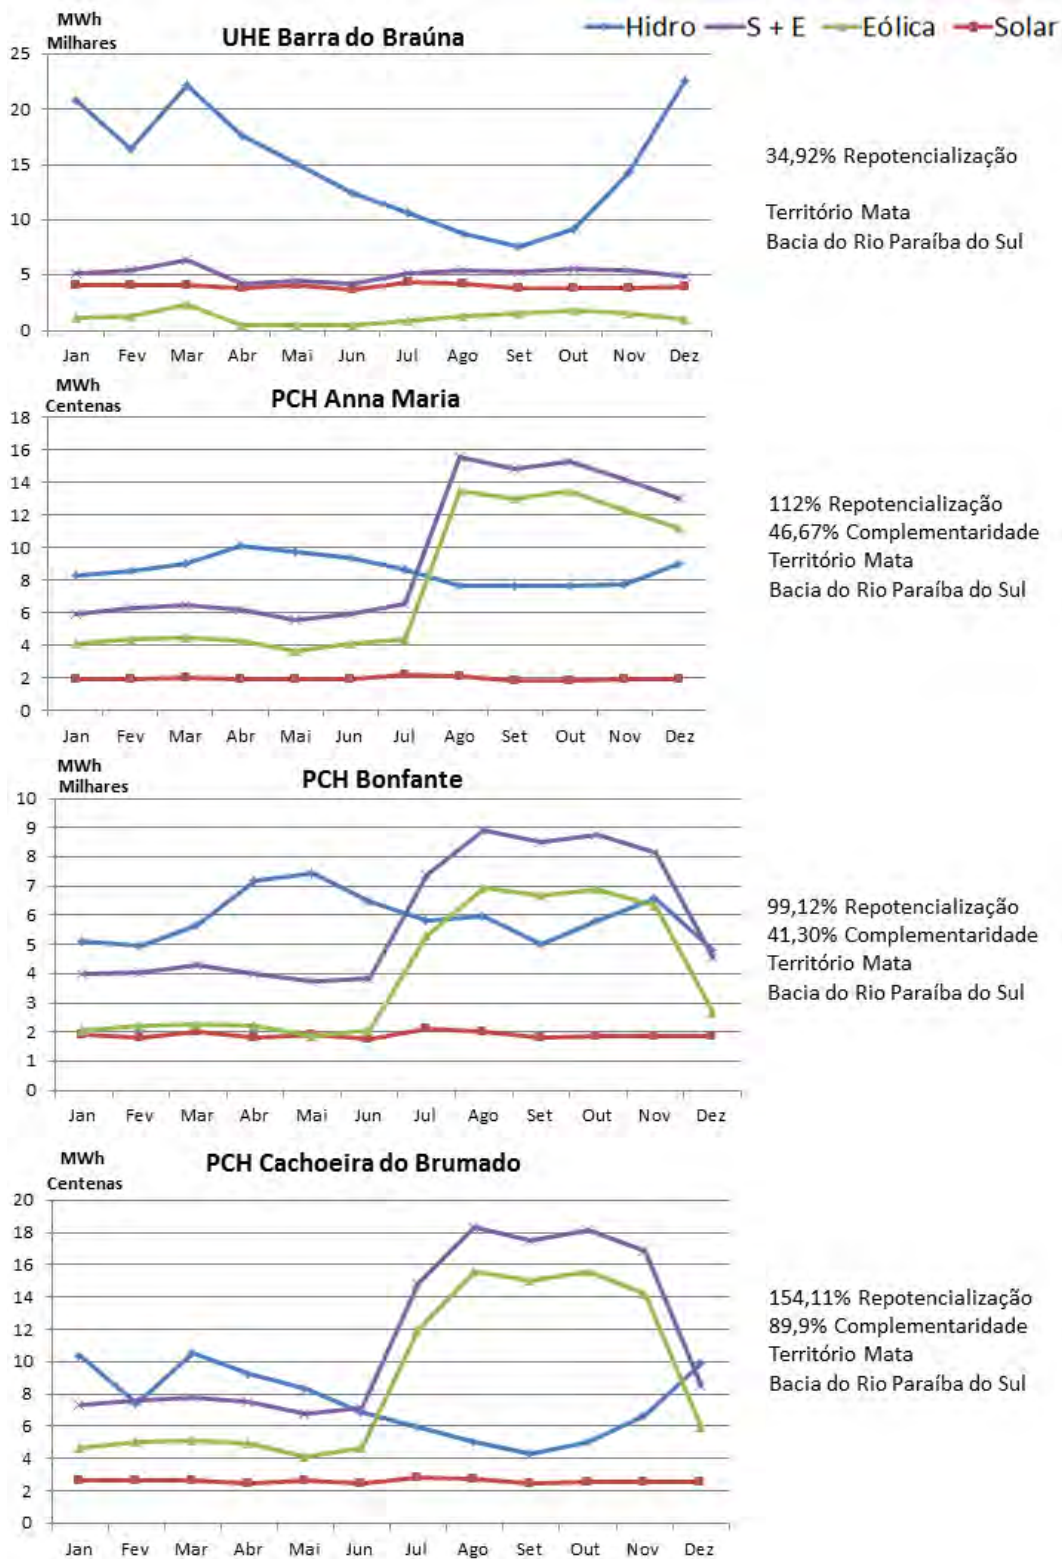 MWh
Milhares
UHE Barra do Braúna
Hidro S + E Eólica Solar
25
20
15
10
5
0
Jan Fev Mar Abr Mai Jun Jul Ago Set Out Nov Dez
34,92% Repotencialização
Território Mata
Bacia do Rio Paraíba do Sul
MWh
Centenas
PCH Anna Maria
18
16
14
12
10
8
6
4
2
0
Jan Fev Mar Abr Mai Jun Jul Ago Set Out Nov Dez
112% Repotencialização
46,67% Complementaridade
Território Mata
Bacia do Rio Paraíba do Sul
MWh
Milhares
PCH Bonfante
10
9
8
7
6
5
4
3
2
1
0
Jan Fev Mar Abr Mai Jun Jul Ago Set Out Nov Dez
99,12% Repotencialização
41,30% Complementaridade
Território Mata
Bacia do Rio Paraíba do Sul
MWh
Centenas
PCH Cachoeira do Brumado
20
18
16
14
12
10
8
6
4
2
0
Jan Fev Mar Abr Mai Jun Jul Ago Set Out Nov Dez
154,11% Repotencialização
89,9% Complementaridade
Território Mata
Bacia do Rio Paraíba do Sul